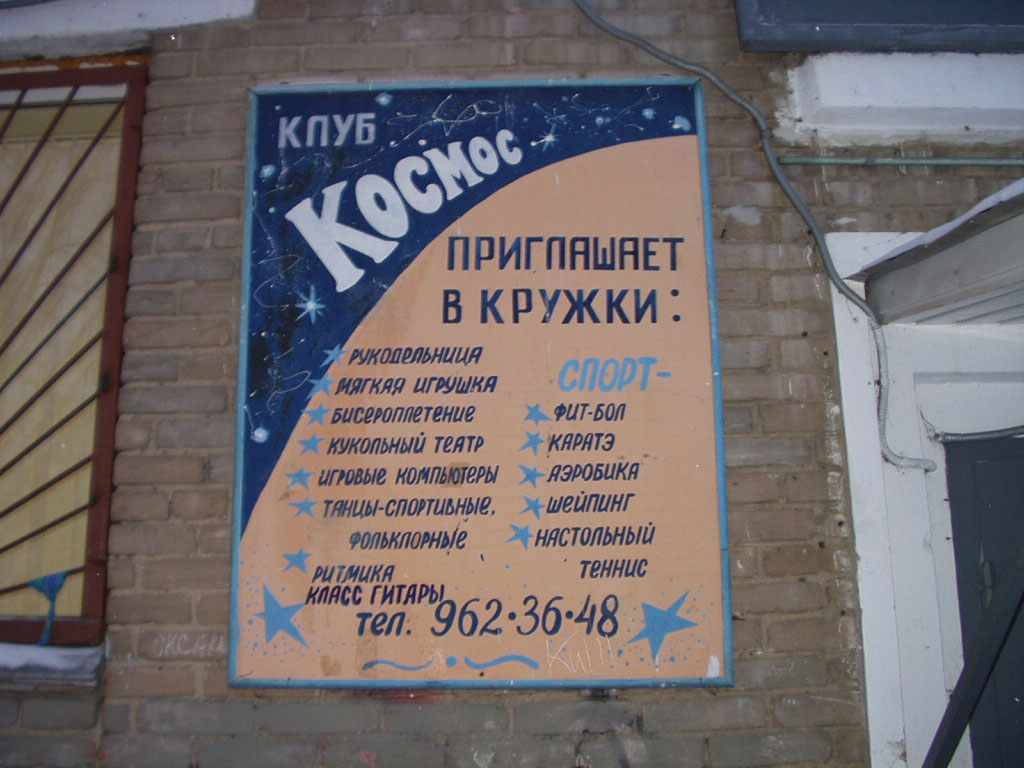 КЛУБ
КОСМОС
ПРИГЛАШАЕТ
В КРУЖКИ:
РУКОДЕЛЬНИЦА
МЯГКАЯ ИГРУШКА
БИСЕРОПЛЕТЕНИЕ
КУКОЛЬНЫЙ ТЕАТР
ИГРОВЫЕ КОМПЬЮТЕРЫ
ТАНЦЫ-СПОРТИВНЫЕ,
ФОЛЬКЛОРНЫЕ
РИТМИКА
КЛАСС ГИТАРЫ
СПОРТ-
ФИТ-БОЛ
КАРАТЭ
АЭРОБИКА
ШЕЙПИНГ
НАСТОЛЬНЫЙ
ТЕННИС
тел. 962·36·48